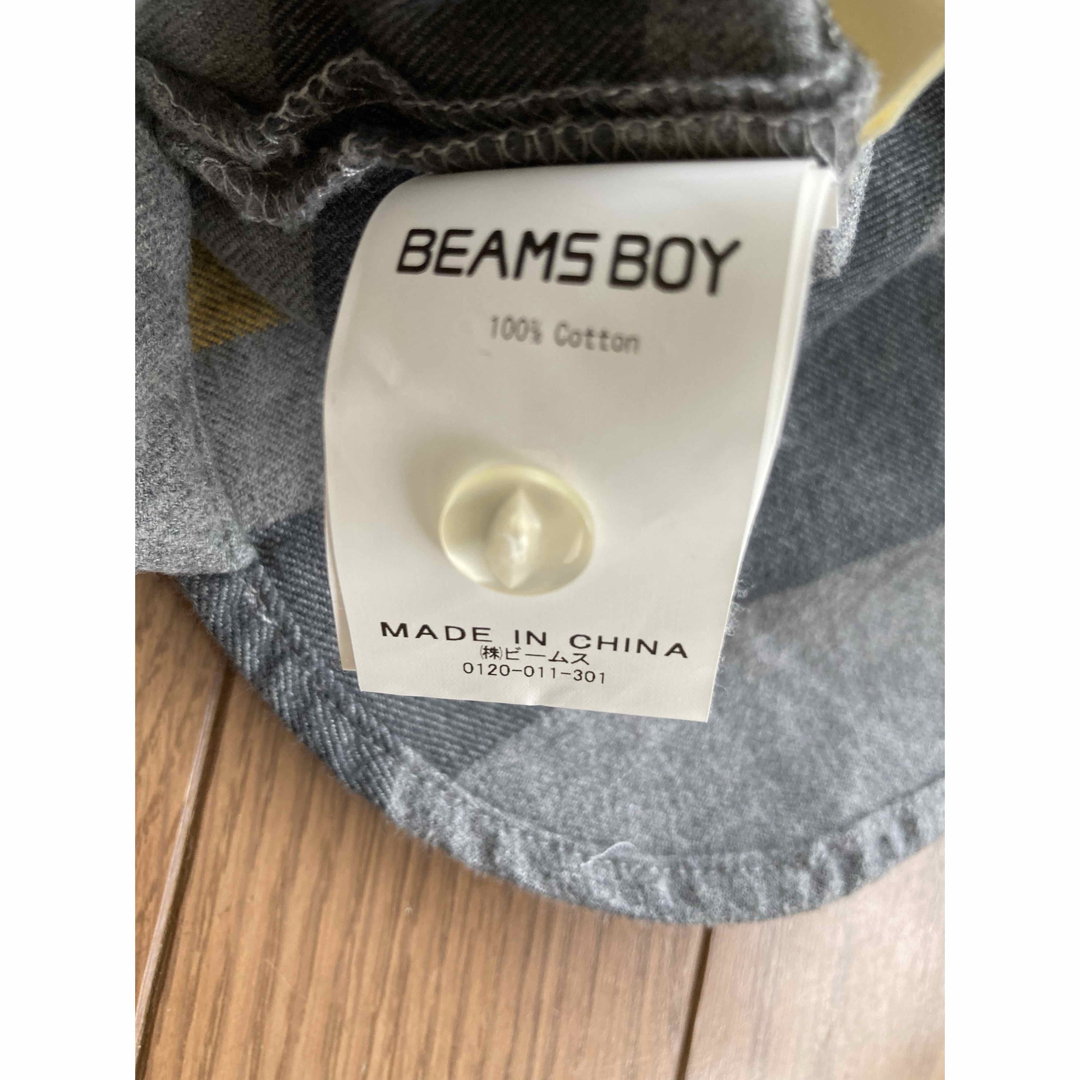 BEAMS BOY
100% Cotton
MADE IN CHINA
㈱ビームス
0120-011-301